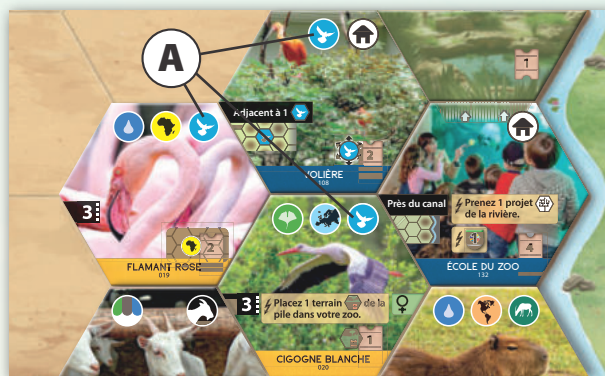 1
A
Adjacent à 1
2
VOLIÈRE
108
Près du canal
Prenez 1 projet
de la rivière.
1
4
ÉCOLE DU ZOO
132
3
2
FLAMANT ROSE
019
3
Placez 1 terrain de la
pile dans votre zoo.
1
CIGOGNE BLANCHE
020